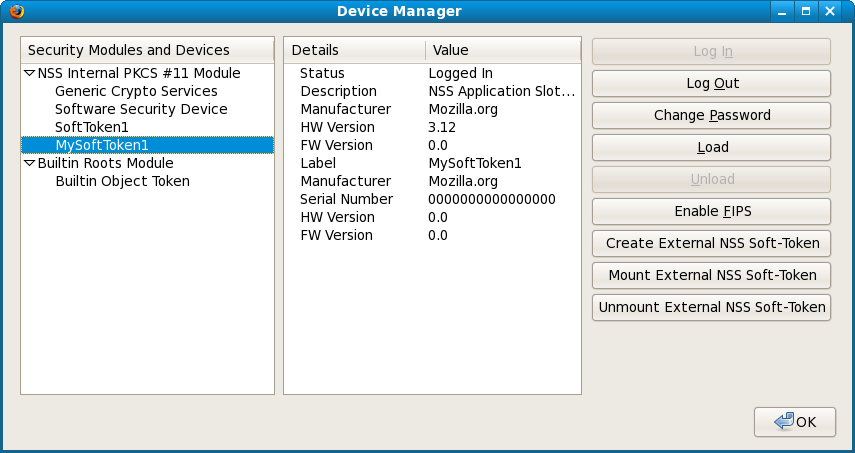 Device Manager
Security Modules and Devices
NSS Internal PKCS #11 Module
Generic Crypto Services
Software Security Device
SoftToken1
MySoftToken1
Builtin Roots Module
Builtin Object Token
Details Value
Status Logged In
Description NSS Application Slot...
Manufacturer Mozilla.org
HW Version 3.12
FW Version 0.0
Label MySoftToken1
Manufacturer Mozilla.org
Serial Number 0000000000000000
HW Version 0.0
FW Version 0.0
Log In
Log Out
Change Password
Load
Unload
Enable FIPS
Create External NSS Soft-Token
Mount External NSS Soft-Token
Unmount External NSS Soft-Token
OK